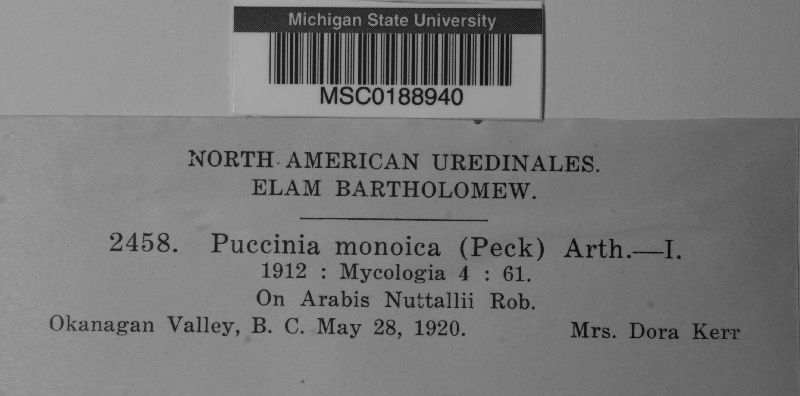 Michigan State University
MSC0188940
NORTH AMERICAN UREDINALES.
ELAM BARTHOLOMEW.
2458. Puccinia monoica (Peck) Arth.—I.
1912 : Mycologia 4 : 61.
On Arabis Nuttallii Rob.
Okanagan Valley, B. C. May 28, 1920. Mrs. Dora Kerr